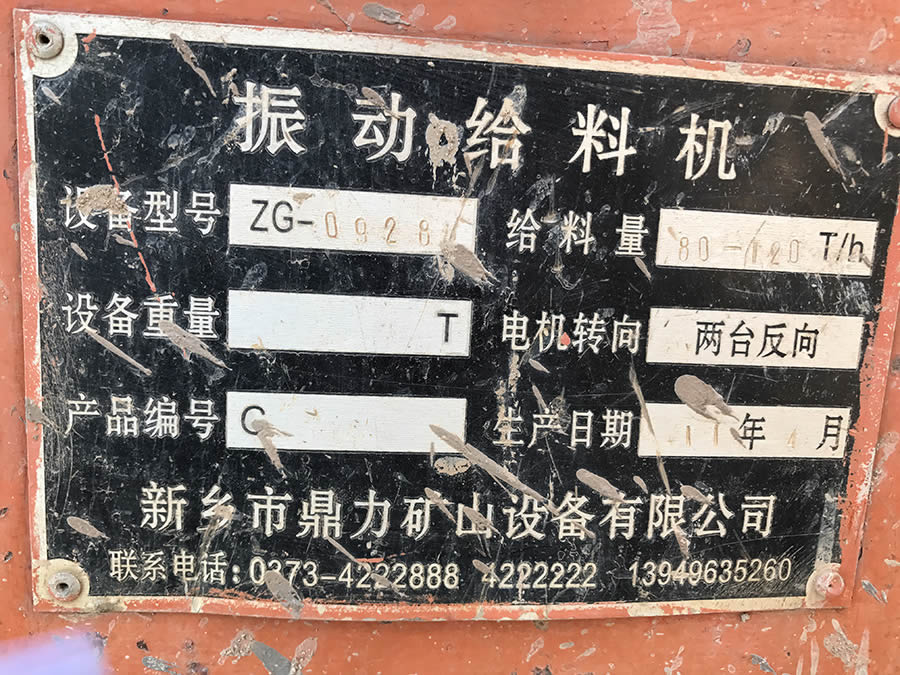 振动给料机
设备型号 ZG-0928 给料量 80-120 T/h
设备重量 T 电机转向 两台反向
产品编号 C 生产日期 11年 月
新乡市鼎力矿山设备有限公司
联系电话:0373-4222888 4222222 13949635260